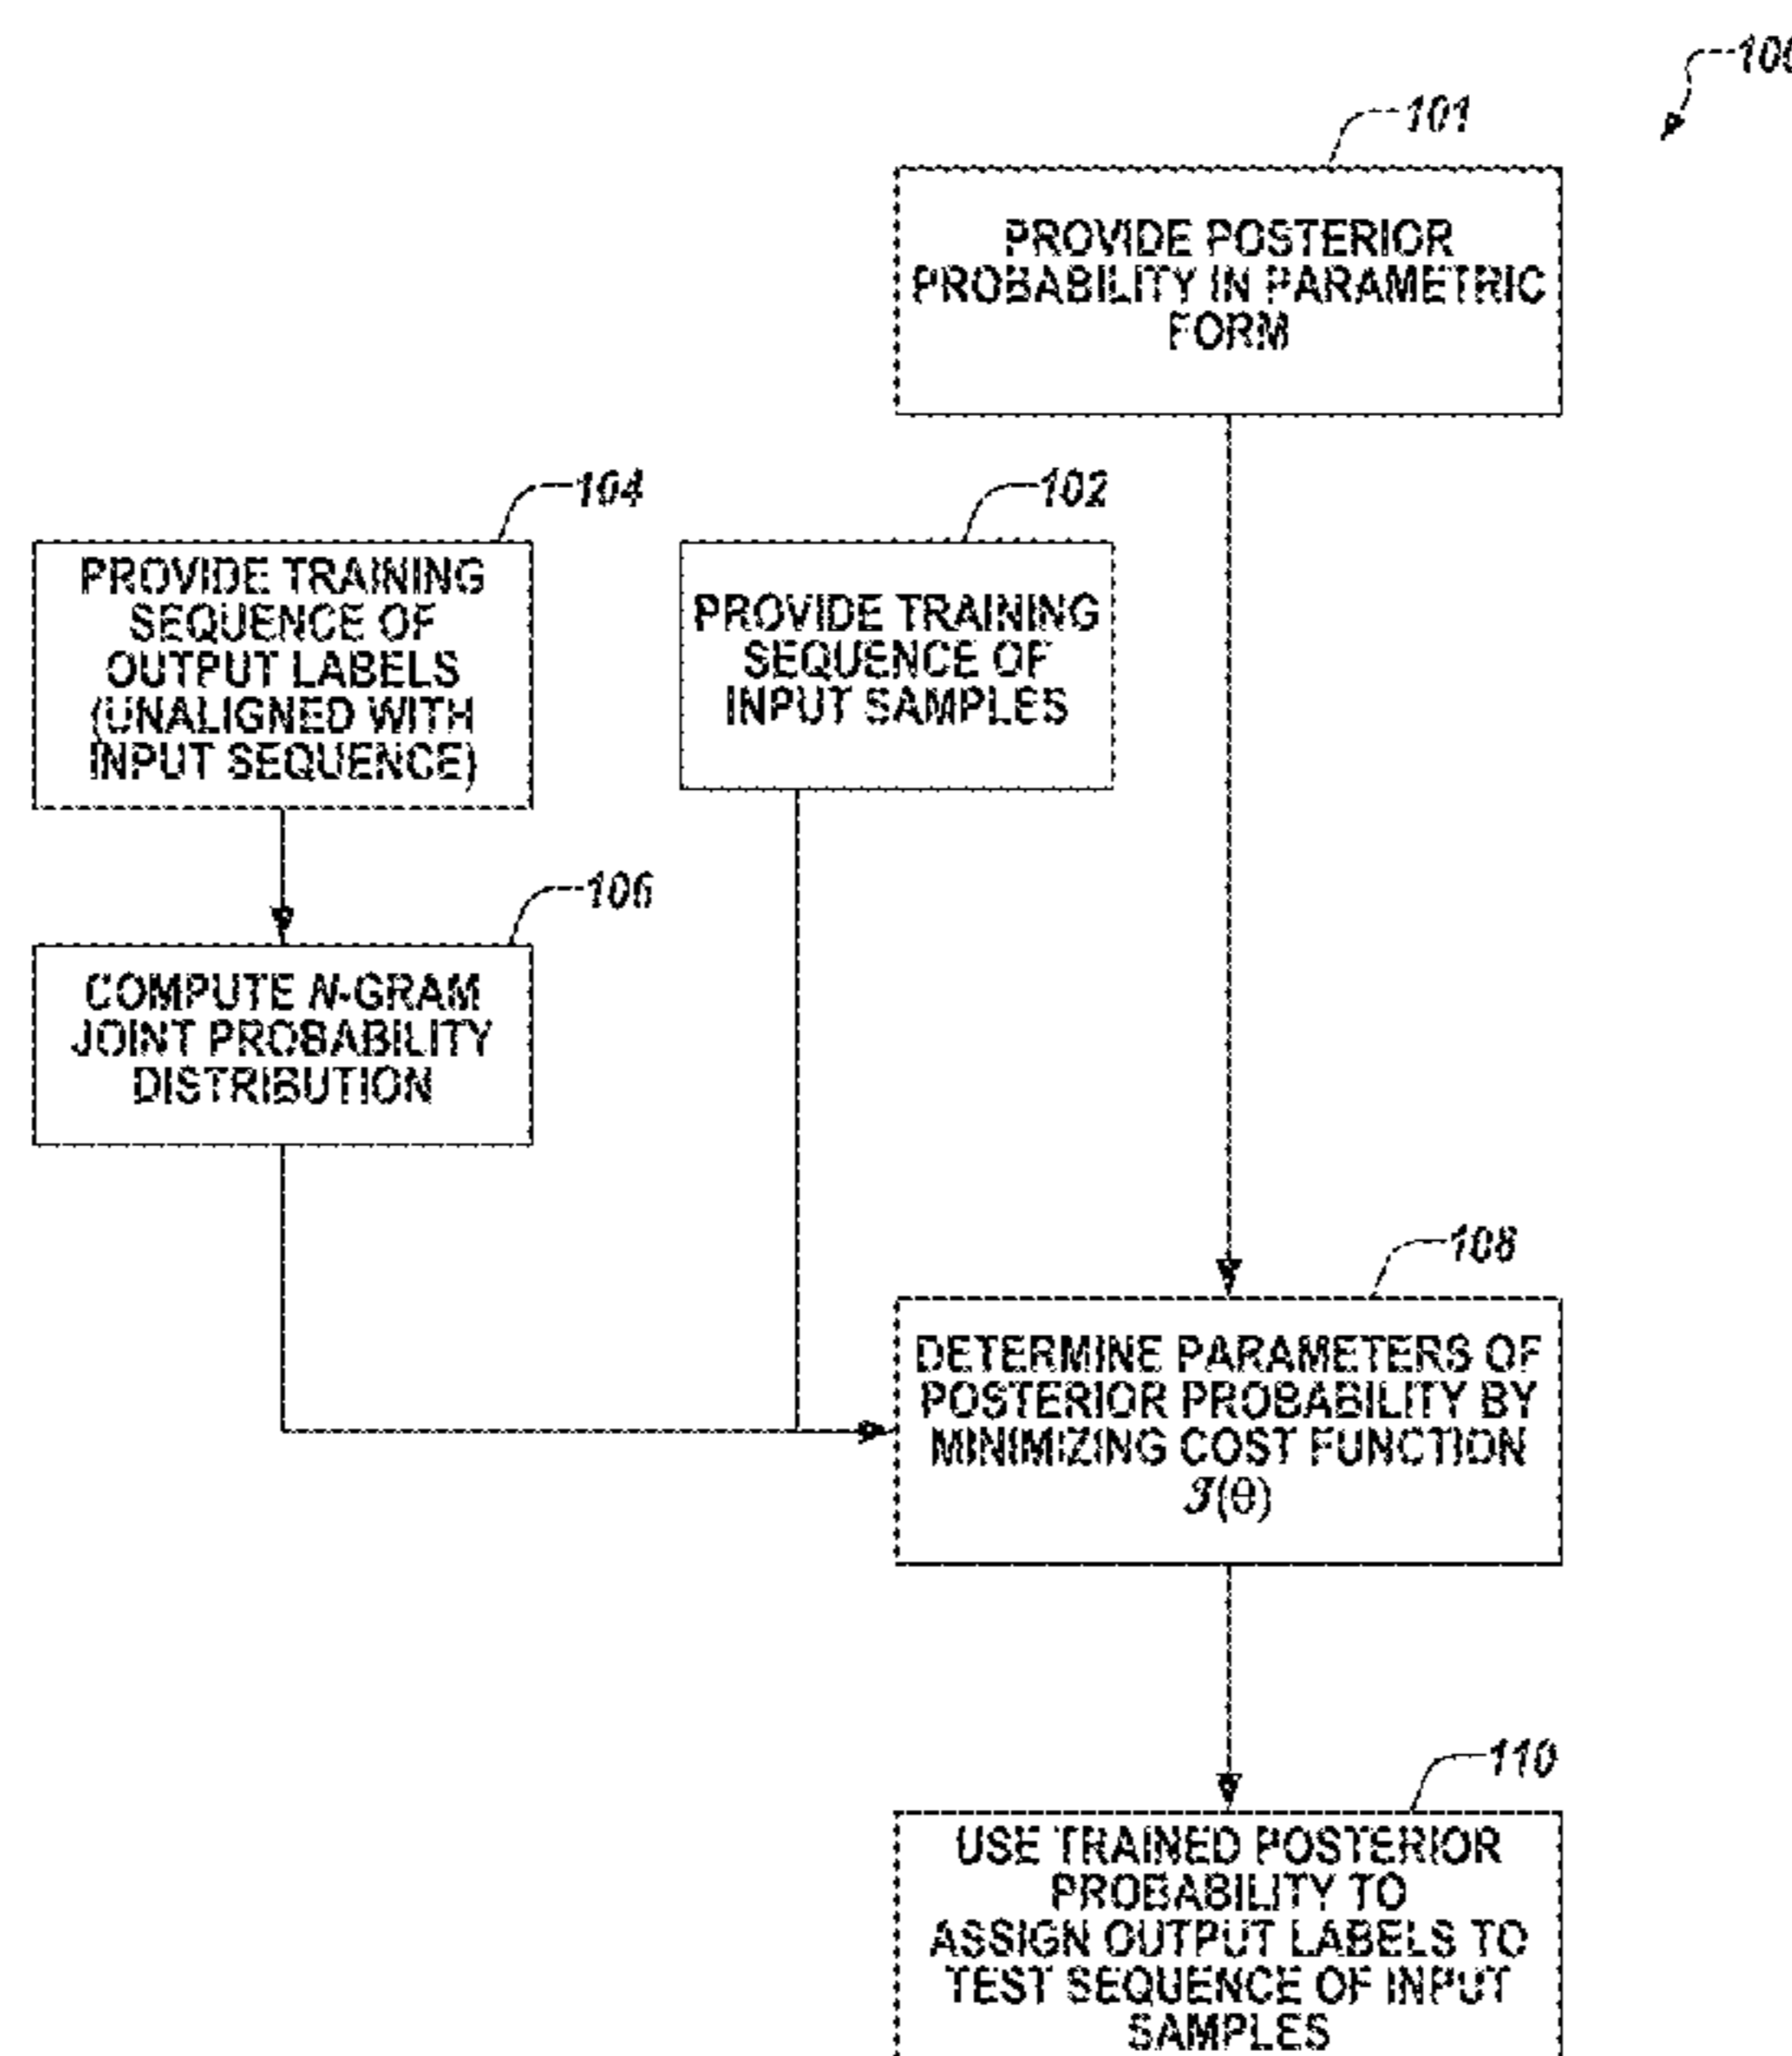 100
101
PROVIDE POSTERIOR
PROBABILITY IN PARAMETRIC
FORM
104
PROVIDE TRAINING
SEQUENCE OF
OUTPUT LABELS
(UNALIGNED WITH
INPUT SEQUENCE)
102
PROVIDE TRAINING
SEQUENCE OF
INPUT SAMPLES
106
COMPUTE N-GRAM
JOINT PROBABILITY
DISTRIBUTION
108
DETERMINE PARAMETERS OF
POSTERIOR PROBABILITY BY
MINIMIZING COST FUNCTION
𝒥(θ)
110
USE TRAINED POSTERIOR
PROBABILITY TO
ASSIGN OUTPUT LABELS TO
TEST SEQUENCE OF INPUT
SAMPLES